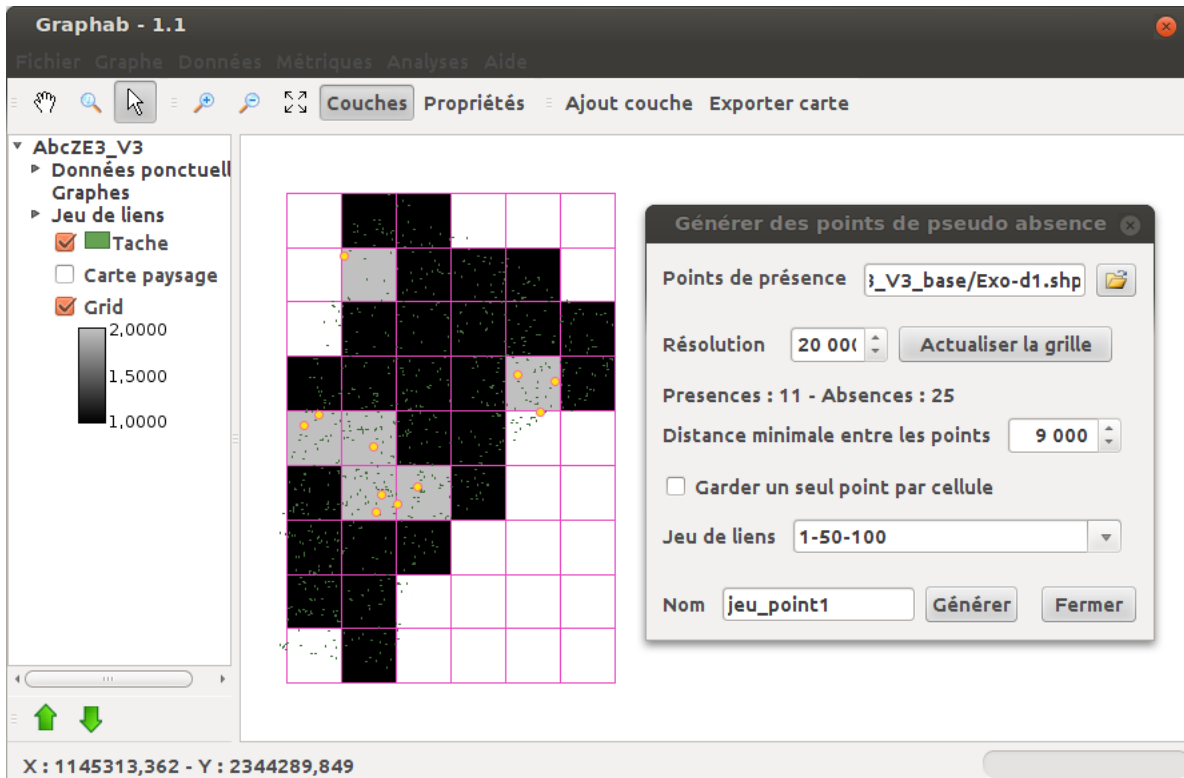 Graphab - 1.1
Fichier Graphe Données Métriques Analyses Aide
Couches Propriétés Ajout couche Exporter carte
AbcZE3_V3
Données ponctuell
Graphes
Jeu de liens
Tache
Carte paysage
Grid
2,0000
1,5000
1,0000
Générer des points de pseudo absence
Points de présence 3_V3_base/Exo-d1.shp
Résolution 20 000 Actualiser la grille
Presences : 11 - Absences : 25
Distance minimale entre les points 9 000
Garder un seul point par cellule
Jeu de liens 1-50-100
Nom jeu_point1 Générer Fermer
X : 1145313,362 - Y : 2344289,849